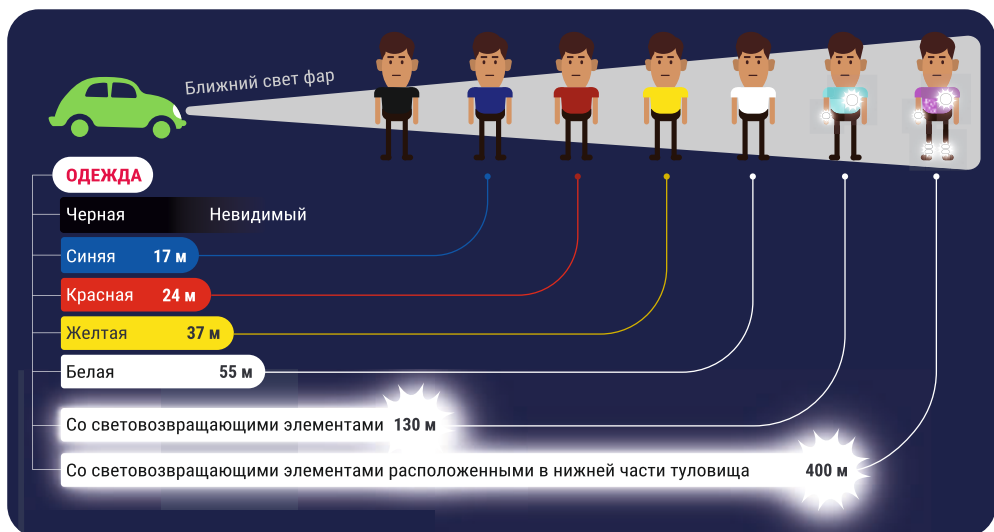 Ближний свет фар
ОДЕЖДА
Черная Невидимый
Синяя 17 м
Красная 24 м
Желтая 37 м
Белая 55 м
Со световозвращающими элементами 130 м
Со световозвращающими элементами расположенными в нижней части туловища 400 м